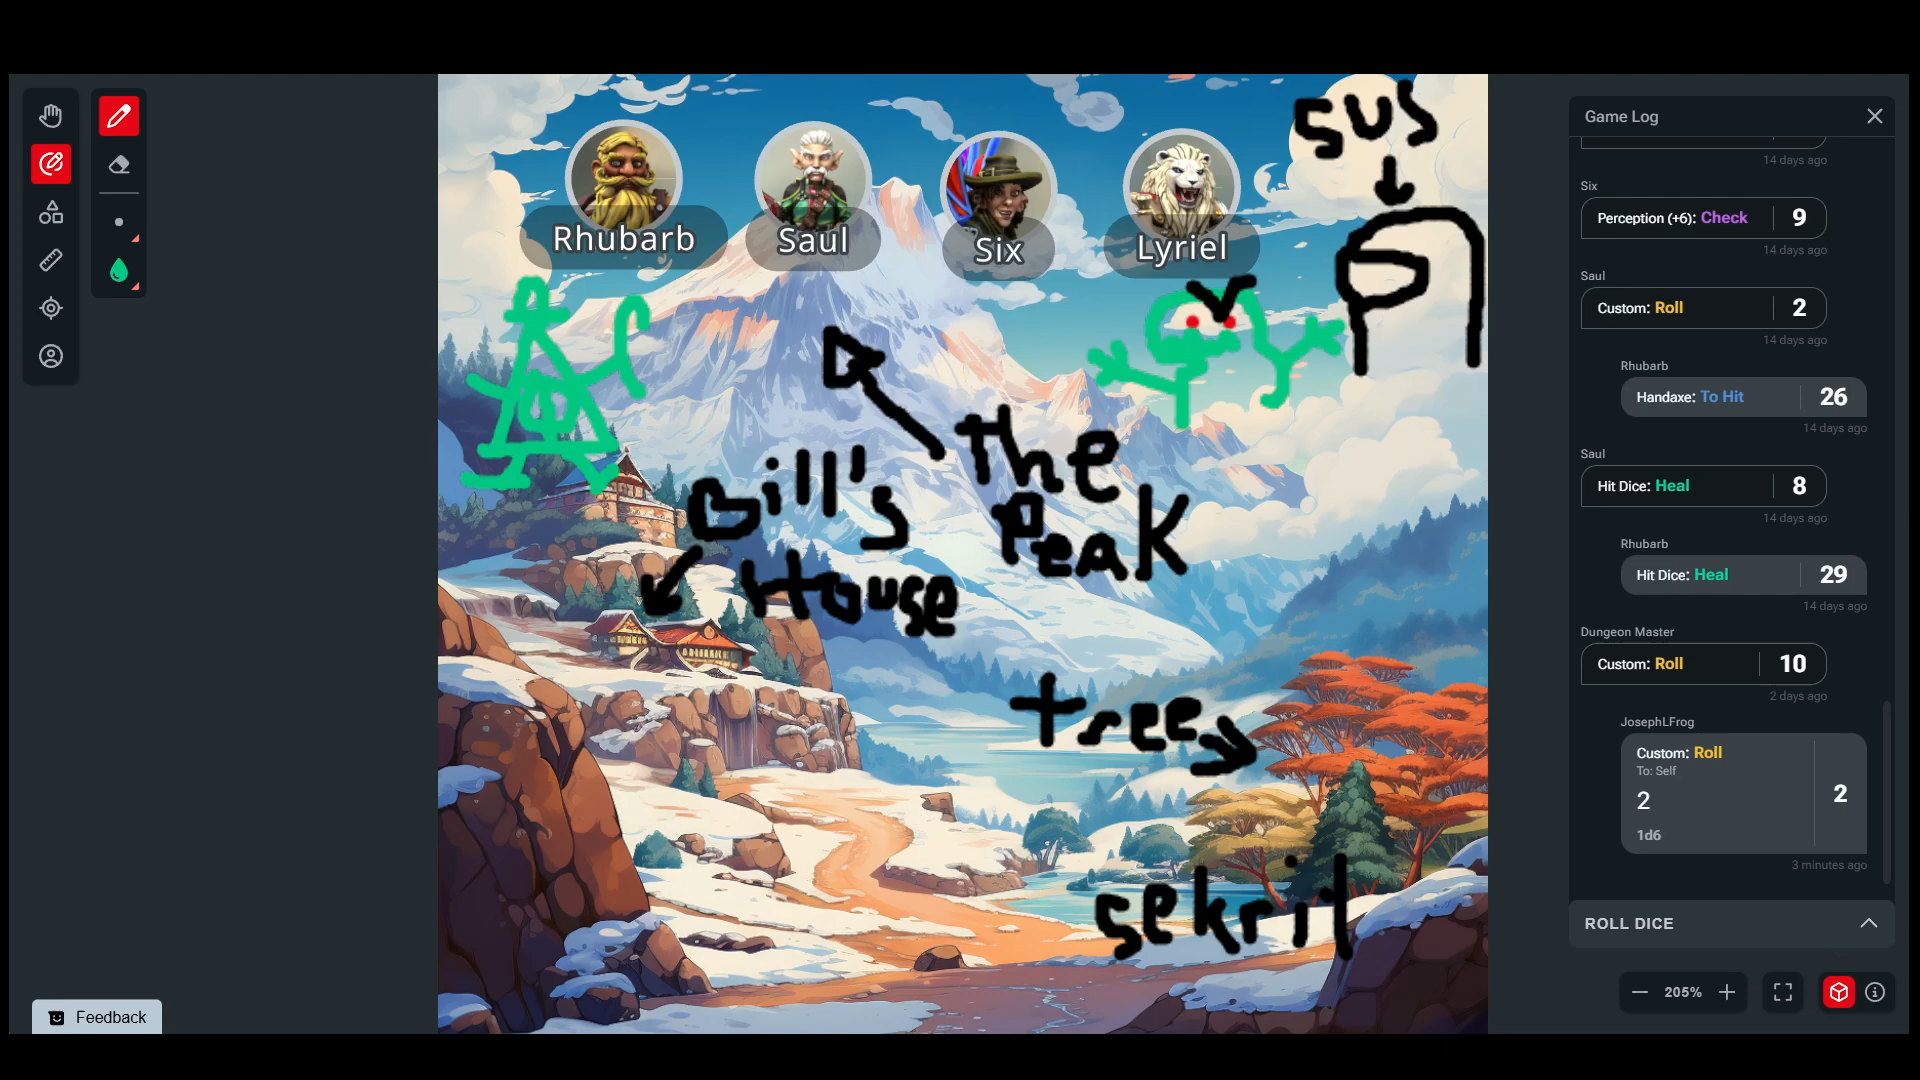 Rhubarb
Saul
Six
Lyriel
sus
the
Peak
Bill's
House
trees
sekrit
Feedback
Game Log
14 days ago
Six
Perception (+6): Check 9
14 days ago
Saul
Custom: Roll 2
14 days ago
Rhubarb
Handaxe: To Hit 26
14 days ago
Saul
Hit Dice: Heal 8
14 days ago
Rhubarb
Hit Dice: Heal 29
14 days ago
Dungeon Master
Custom: Roll 10
2 days ago
JosephLFrog
Custom: Roll
To: Self
2 2
1d6
3 minutes ago
ROLL DICE
205%